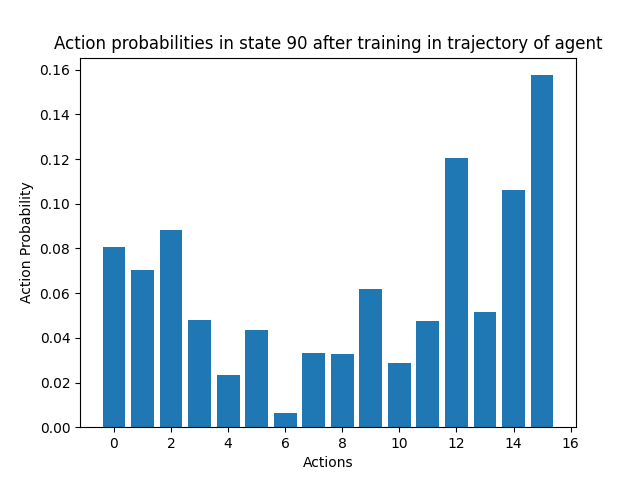 Action probabilities in state 90 after training in trajectory of agent
0.16
0.14
0.12
0.10
0.08
0.06
0.04
0.02
0.00
Action Probability
0 2 4 6 8 10 12 14 16
Actions